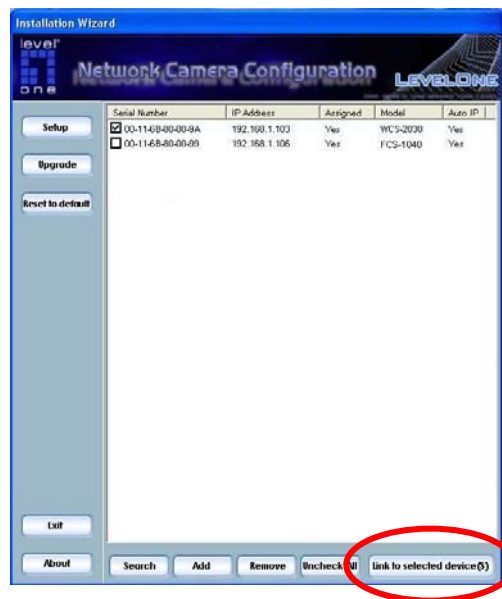 Installation Wizard
level one
Network Camera Configuration
LEVELONE
Serial Number IP Address Assigned Model Auto IP
00-11-6B-80-00-9A 192.168.1.103 Yes WCS-2030 Yes
00-11-6B-80-00-89 192.168.1.106 Yes FCS-1040 Yes
Setup
Upgrade
Reset to default
Exit
About
Search Add Remove Uncheck All Link to selected device(S)